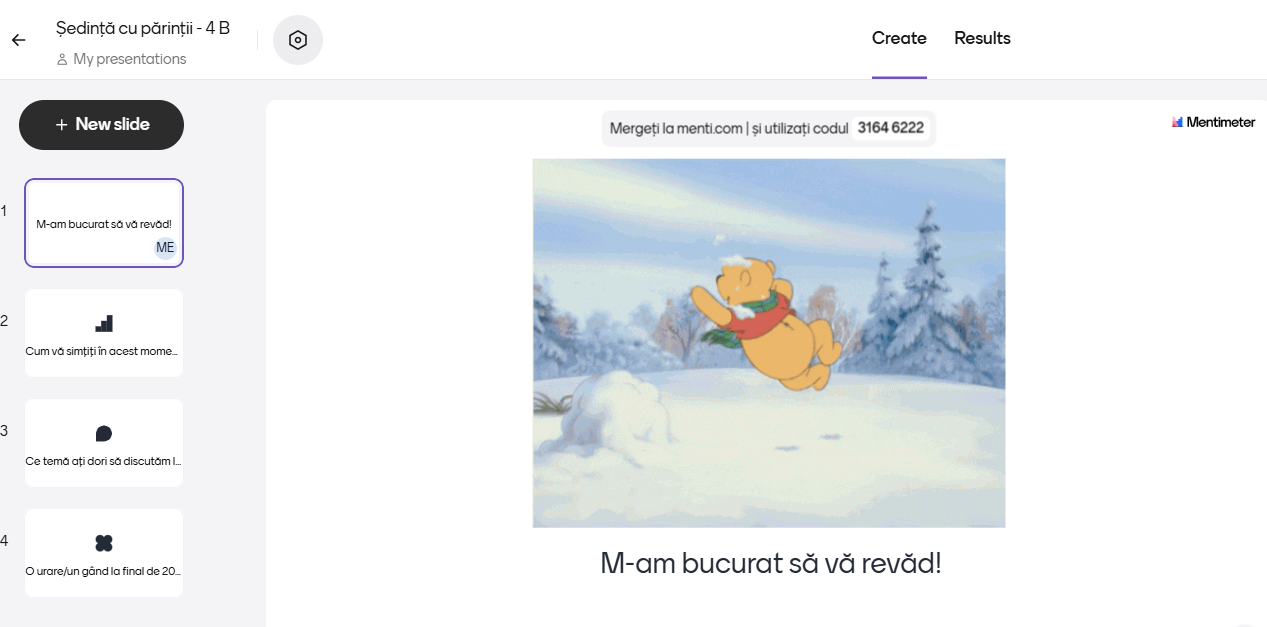 Ședință cu părinții - 4 B
My presentations
Create
Results
+ New slide
Mergeți la menti.com | și utilizați codul 3164 6222
Mentimeter
1
M-am bucurat să vă revăd!
ME
2
Cum vă simțiți în acest mome...
3
Ce temă ați dori să discutăm l...
4
O urare/un gând la final de 20...
M-am bucurat să vă revăd!